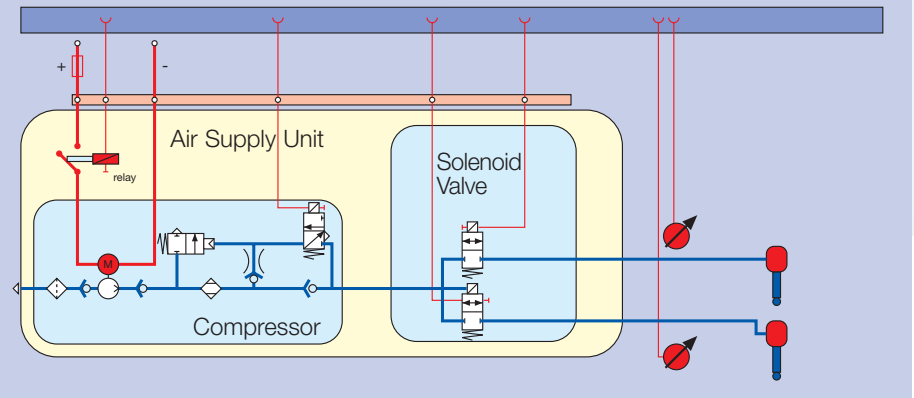 +
-
Air Supply Unit
Solenoid
Valve
relay
M
Compressor